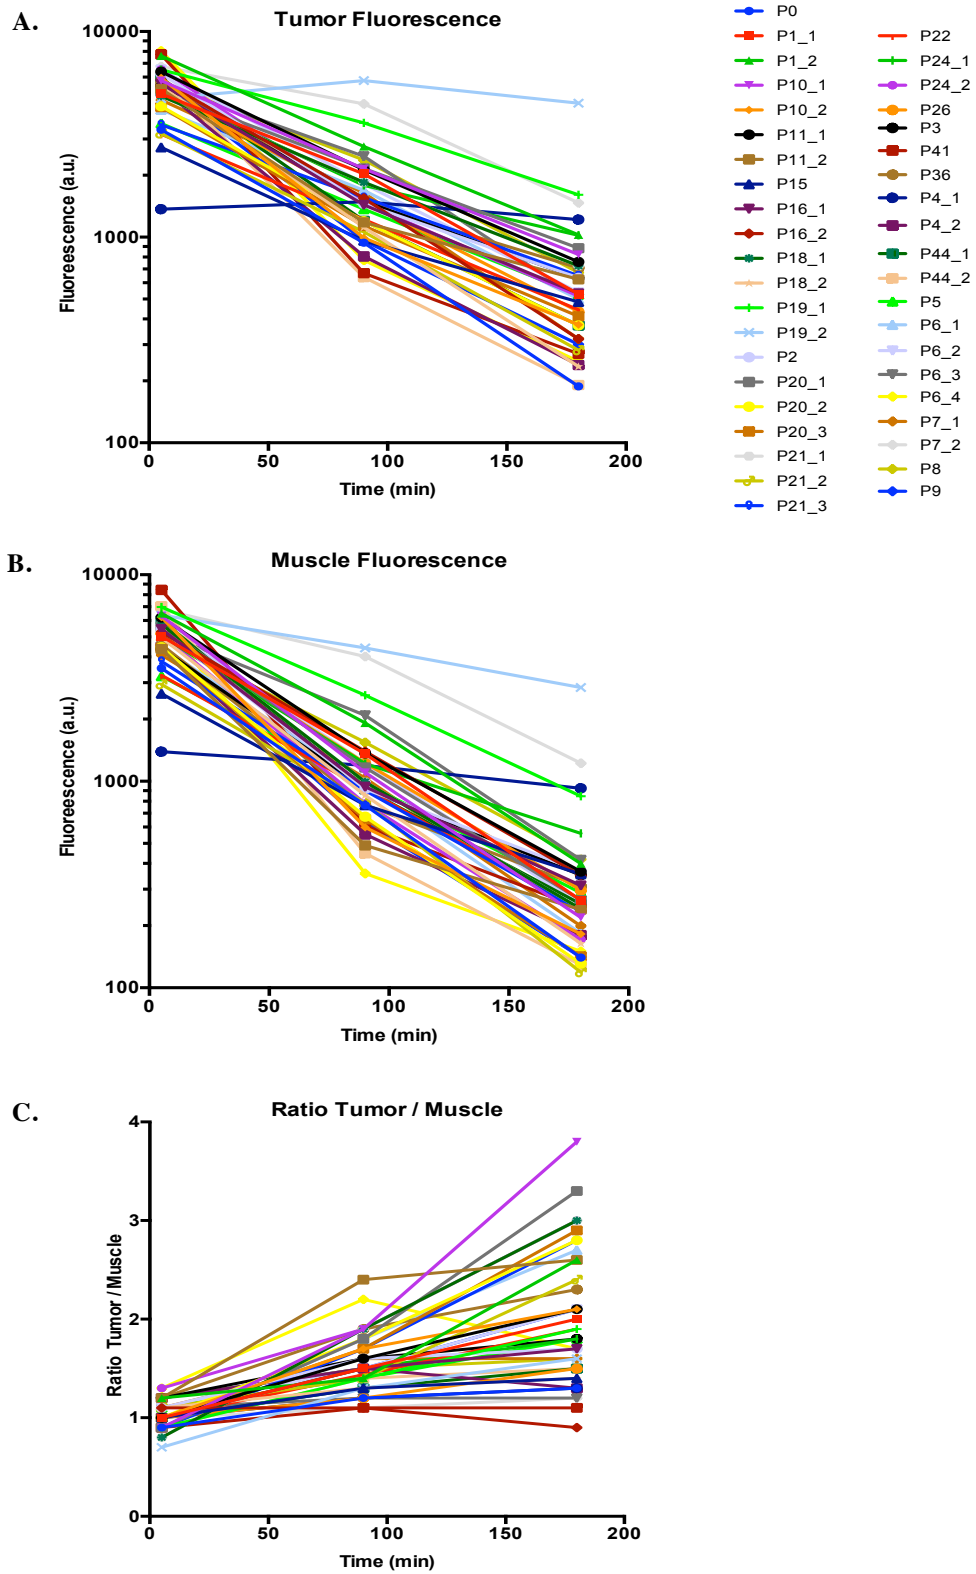 A.
Tumor Fluorescence
10000
1000
100
Fluoreescence (a.u.)
0 50 100 150 200
Time (min)
P0
P1_1
P1_2
P10_1
P10_2
P11_1
P11_2
P15
P16_1
P16_2
P18_1
P18_2
P19_1
P19_2
P2
P20_1
P20_2
P20_3
P21_1
P21_2
P21_3
P22
P24_1
P24_2
P26
P3
P41
P36
P4_1
P4_2
P44_1
P44_2
P5
P6_1
P6_2
P6_3
P6_4
P7_1
P7_2
P8
P9
B.
Muscle Fluorescence
10000
1000
100
Fluoreescence (a.u.)
0 50 100 150 200
Time (min)
C.
Ratio Tumor / Muscle
4
3
2
1
0
Ratio Tumor / Muscle
0 50 100 150 200
Time (min)